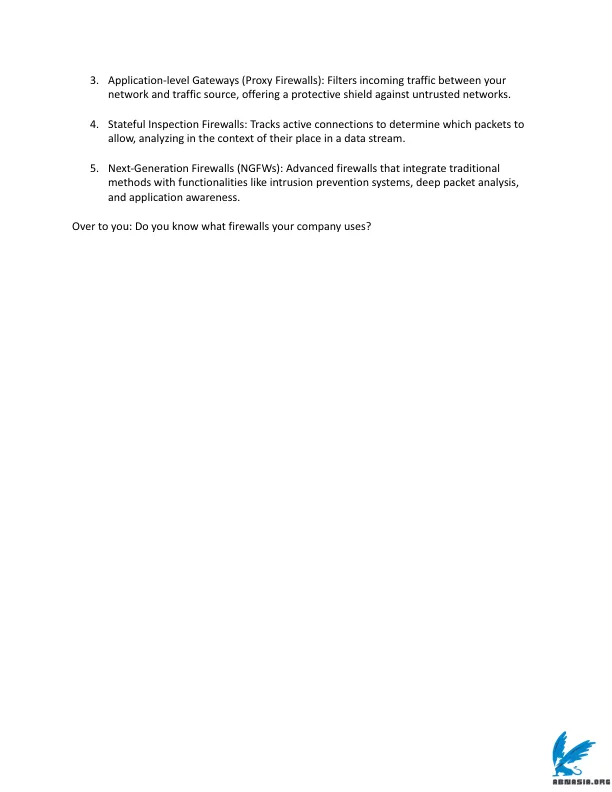 3. Application-level Gateways (Proxy Firewalls): Filters incoming traffic between your
network and traffic source, offering a protective shield against untrusted networks.
4. Stateful Inspection Firewalls: Tracks active connections to determine which packets to
allow, analyzing in the context of their place in a data stream.
5. Next-Generation Firewalls (NGFWs): Advanced firewalls that integrate traditional
methods with functionalities like intrusion prevention systems, deep packet analysis,
and application awareness.
Over to you: Do you know what firewalls your company uses?
ABNASIA.ORG